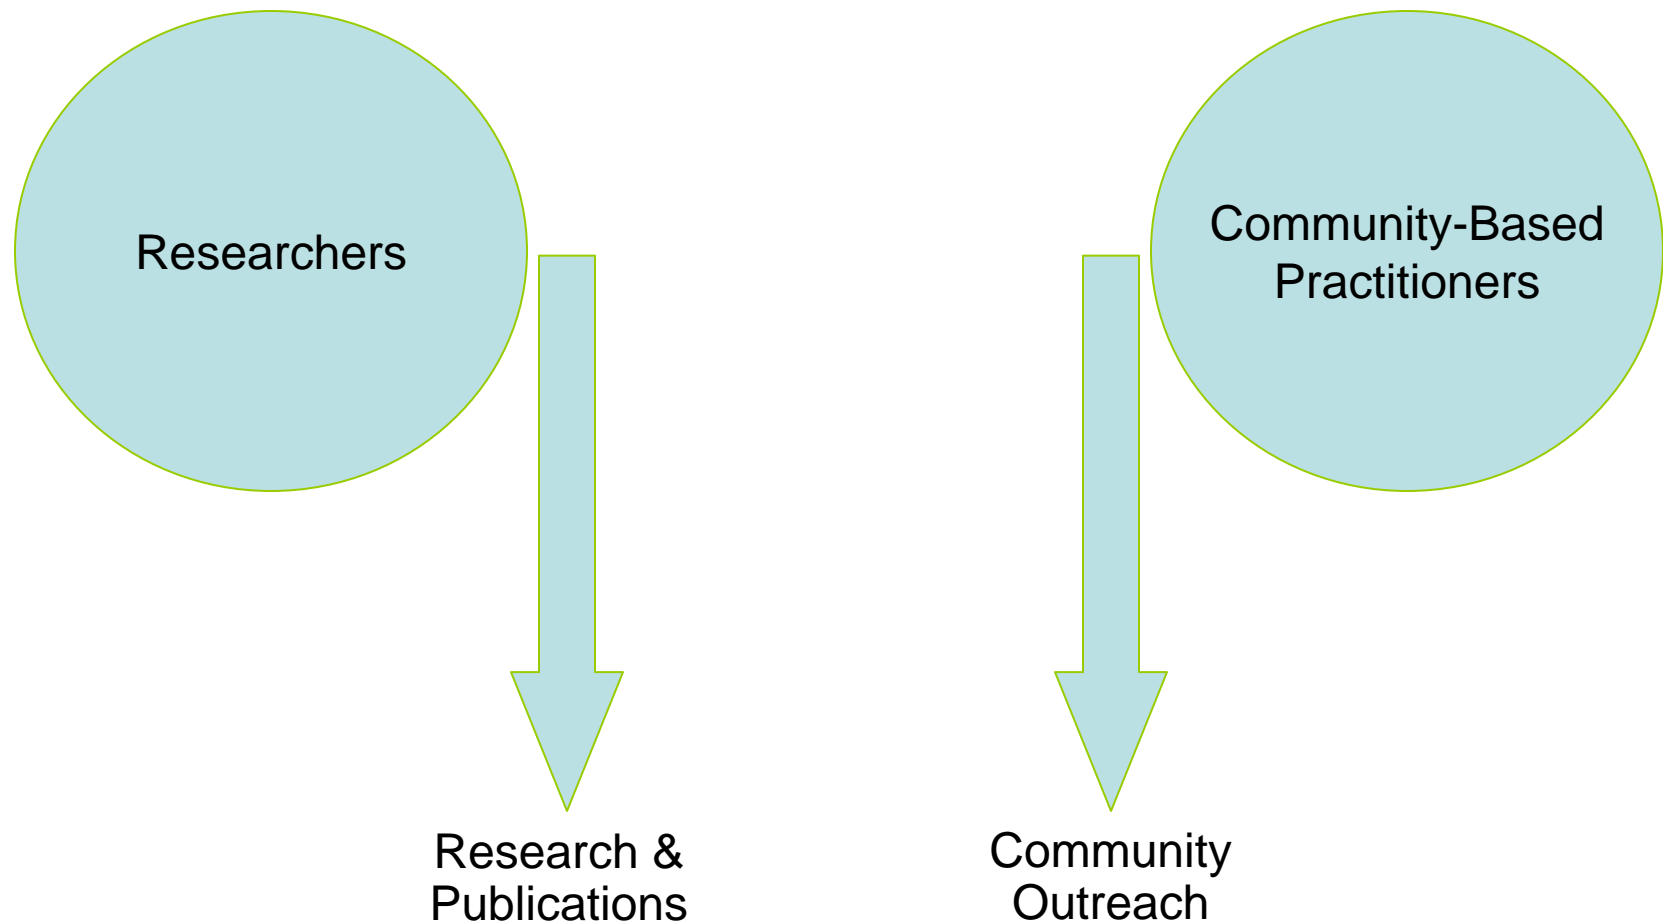 Researchers
Community-Based
Practitioners
Research &
Publications
Community
Outreach